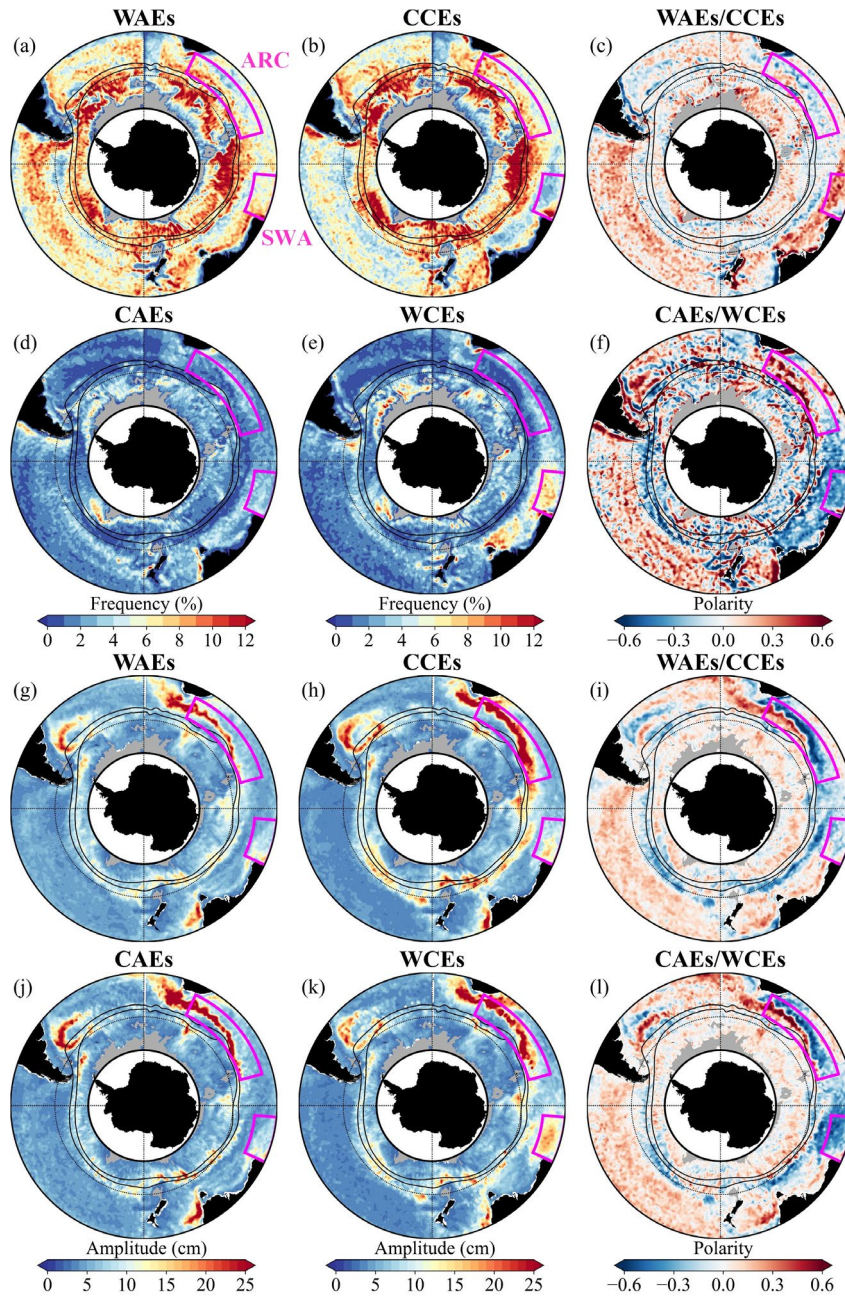 WAEs CCEs WAEs/CCEs
(a) ARC (b) (c)
SWA
CAEs WCEs CAEs/WCEs
(d) (e) (f)
Frequency (%) Frequency (%) Polarity
0 2 4 6 8 10 12 0 2 4 6 8 10 12 −0.6 −0.3 0.0 0.3 0.6
WAEs CCEs WAEs/CCEs
(g) (h) (i)
CAEs WCEs CAEs/WCEs
(j) (k) (l)
Amplitude (cm) Amplitude (cm) Polarity
0 5 10 15 20 25 0 5 10 15 20 25 −0.6 −0.3 0.0 0.3 0.6